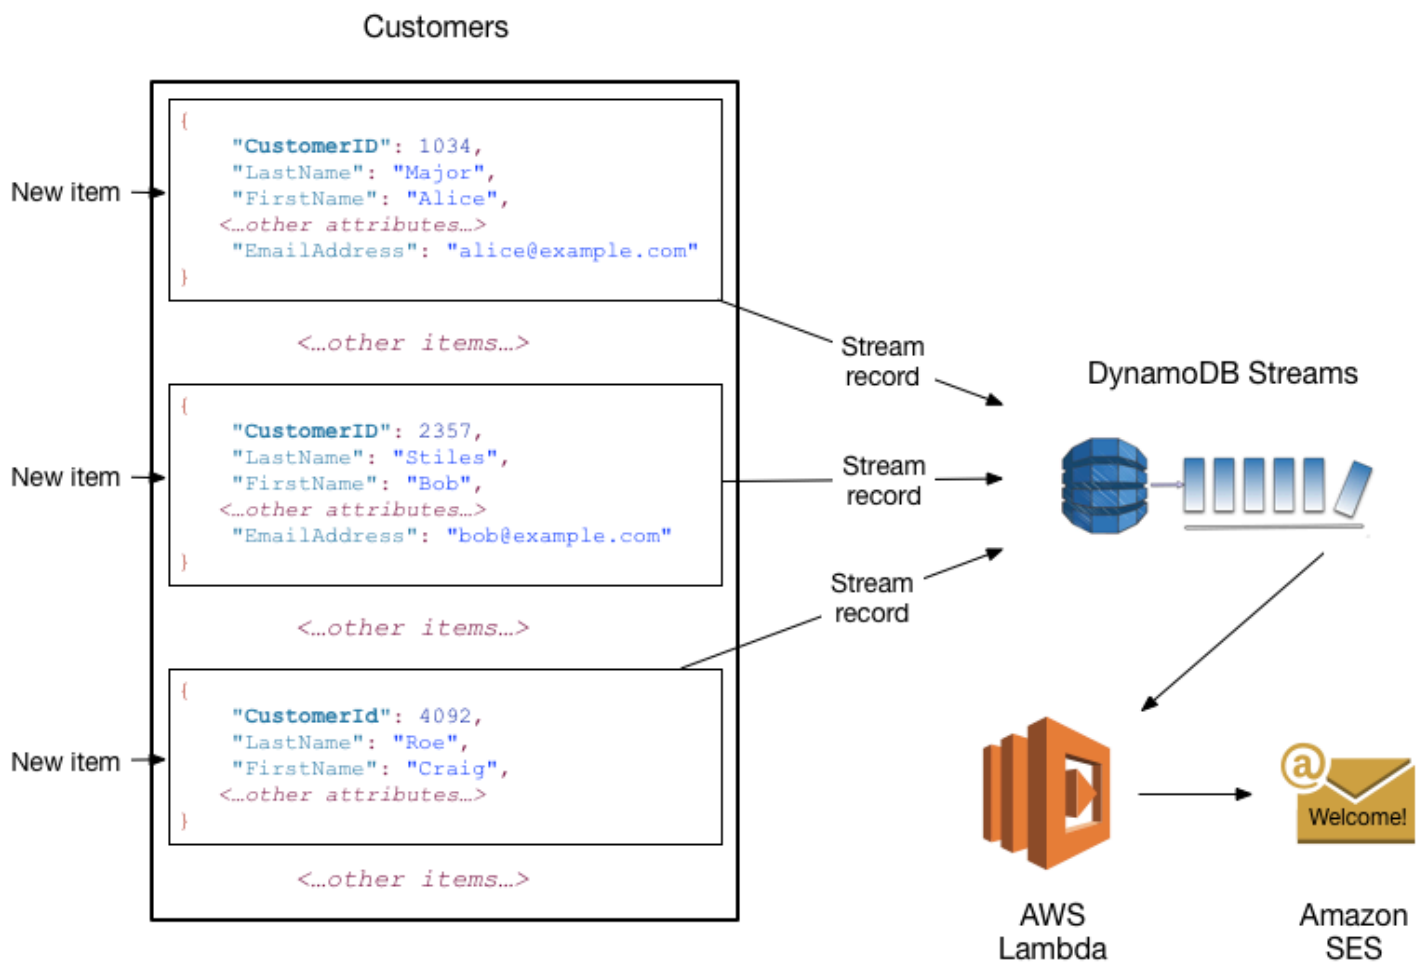 Customers
New item
{
"CustomerID": 1034,
"LastName": "Major",
"FirstName": "Alice",
<…other attributes…>
"EmailAddress": "alice@example.com"
}
<…other items…>
New item
{
"CustomerID": 2357,
"LastName": "Stiles",
"FirstName": "Bob",
<…other attributes…>
"EmailAddress": "bob@example.com"
}
<…other items…>
New item
{
"CustomerId": 4092,
"LastName": "Roe",
"FirstName": "Craig",
<…other attributes…>
}
<…other items…>
Stream
record
Stream
record
Stream
record
DynamoDB Streams
AWS
Lambda
@
Welcome!
Amazon
SES